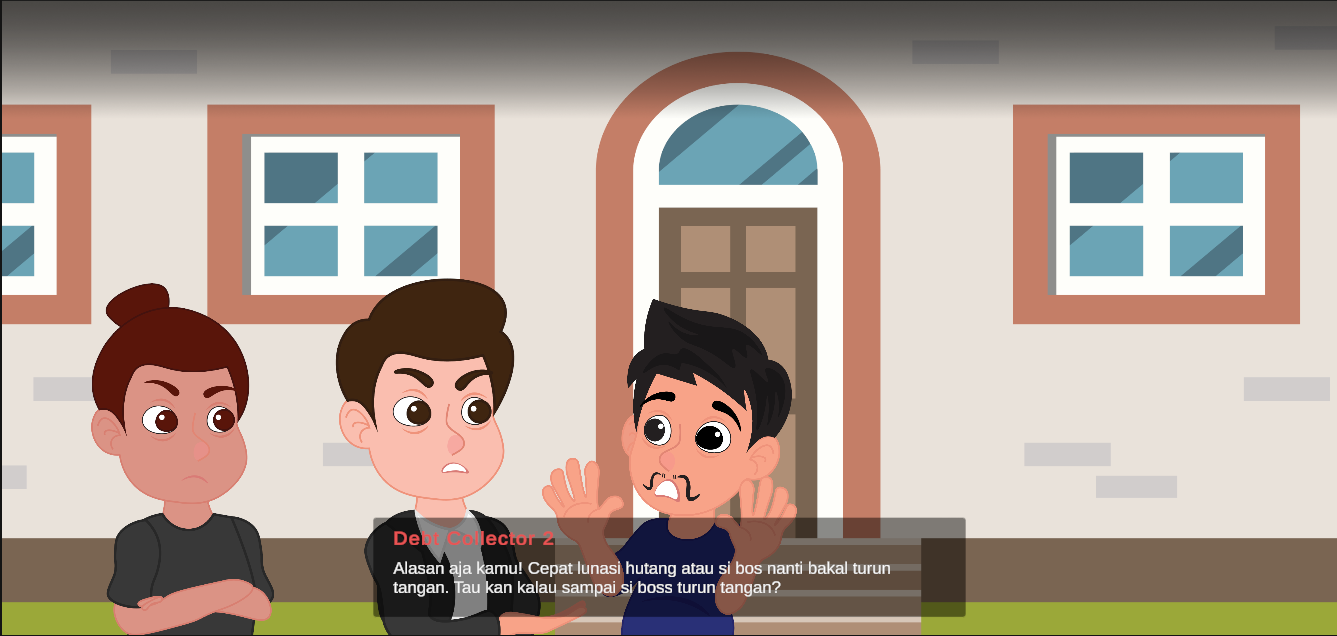 Debt Collector 2
Alasan aja kamu! Cepat lunasi hutang atau si bos nanti bakal turun
tangan. Tau kan kalau sampai si boss turun tangan?